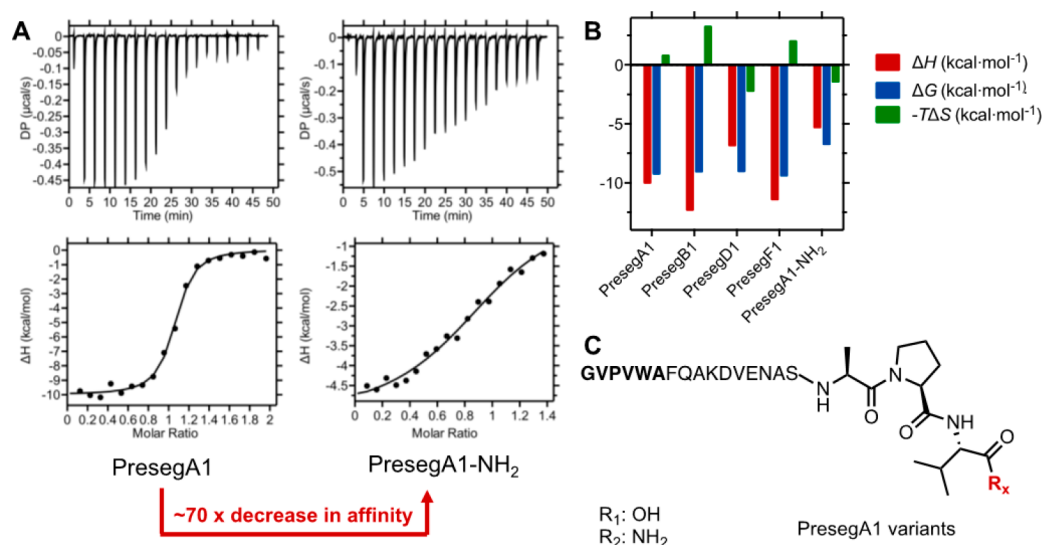 A
0
-0.05
-0.1
-0.15
-0.2
-0.25
-0.3
-0.35
-0.4
-0.45
DP (µcal/s)
0 5 10 15 20 25 30 35 40 45 50
Time (min)
0
-0.1
-0.2
-0.3
-0.4
-0.5
DP (µcal/s)
0 5 10 15 20 25 30 35 40 45 50
Time (min)
0
-1
-2
-3
-4
-5
-6
-7
-8
-9
-10
ΔH (kcal/mol)
0 0.2 0.4 0.6 0.8 1 1.2 1.4 1.6 1.8 2
Molar Ratio
-1
-1.5
-2
-2.5
-3
-3.5
-4
-4.5
ΔH (kcal/mol)
0 0.2 0.4 0.6 0.8 1 1.2 1.4
Molar Ratio
PresegA1
PresegA1-NH₂
~70 x decrease in affinity
B
0
-5
-10
PresegA1
PresegB1
PresegD1
PresegF1
PresegA1-NH₂
ΔH (kcal·mol⁻¹)
ΔG (kcal·mol⁻¹)
-TΔS (kcal·mol⁻¹)
C
GVPVWAFQAKDVENAS
N
H
O
N
O
NH
O
Rₓ
R₁: OH
R₂: NH₂
PresegA1 variants